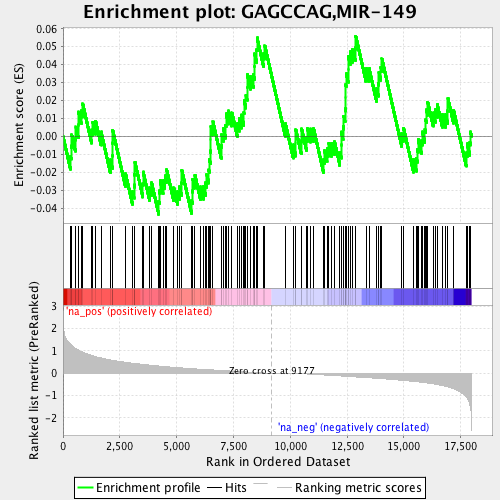 Enrichment plot: GAGCCAG,MIR-149
Enrichment score (ES)
0.06
0.05
0.04
0.03
0.02
0.01
0.00
-0.01
-0.02
-0.03
-0.04
Ranked list metric (PreRanked)
3
2
1
0
-1
-2
'na_pos' (positively correlated)
Zero cross at 9177
'na_neg' (negatively correlated)
0
2,500
5,000
7,500
10,000
12,500
15,000
17,500
Rank in Ordered Dataset
Enrichment profile
Hits
Ranking metric scores